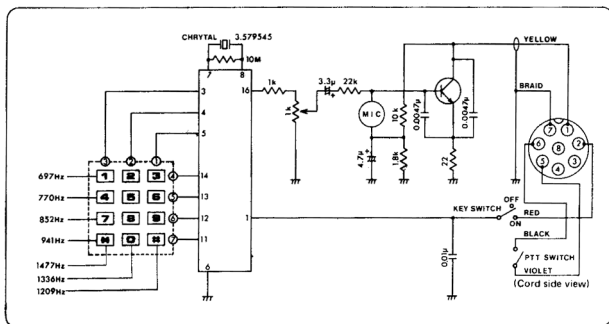 CHRYTAL 3.579545
10M
7 8
3
4
5
16
1k
1k
3.3μ
22k
MIC
4.7μ
10k
1.8k
0.0047μ
0.0047μ
22
YELLOW
BRAID
7 1
6 8 2
5 4 3
3 2 1
697Hz 1 2 3 4 14
770Hz 4 5 6 5 13
852Hz 7 8 9 6 12
941Hz 0 7 11
1477Hz
1336Hz
1209Hz
6
1
KEY SWITCH OFF
ON
RED
BLACK
0.01μ
PTT SWITCH
VIOLET
(Cord side view)